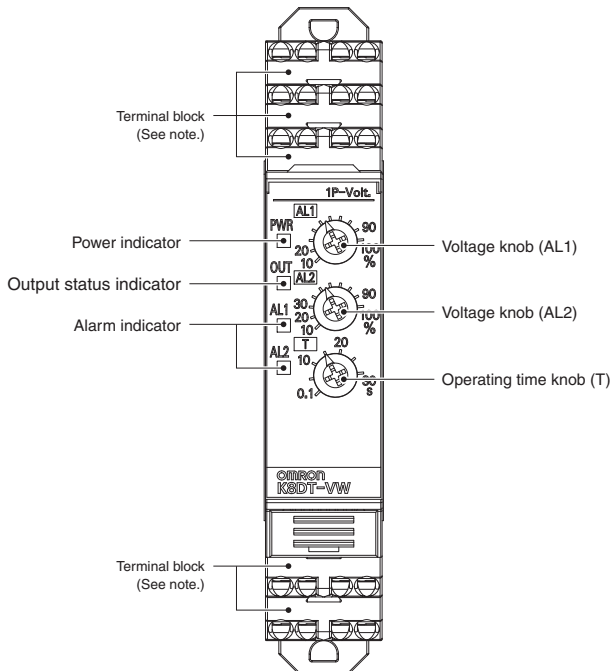 Terminal block
(See note.)
1P-Volt.
AL1
PWR
90
20
100
10
%
Power indicator
Voltage knob (AL1)
OUT
AL2
90
Output status indicator
30
20
100
10
%
Voltage knob (AL2)
AL1
Alarm indicator
T
20
10
AL2
30
0.1
s
Operating time knob (T)
OMRON
K8DT-VW
Terminal block
(See note.)